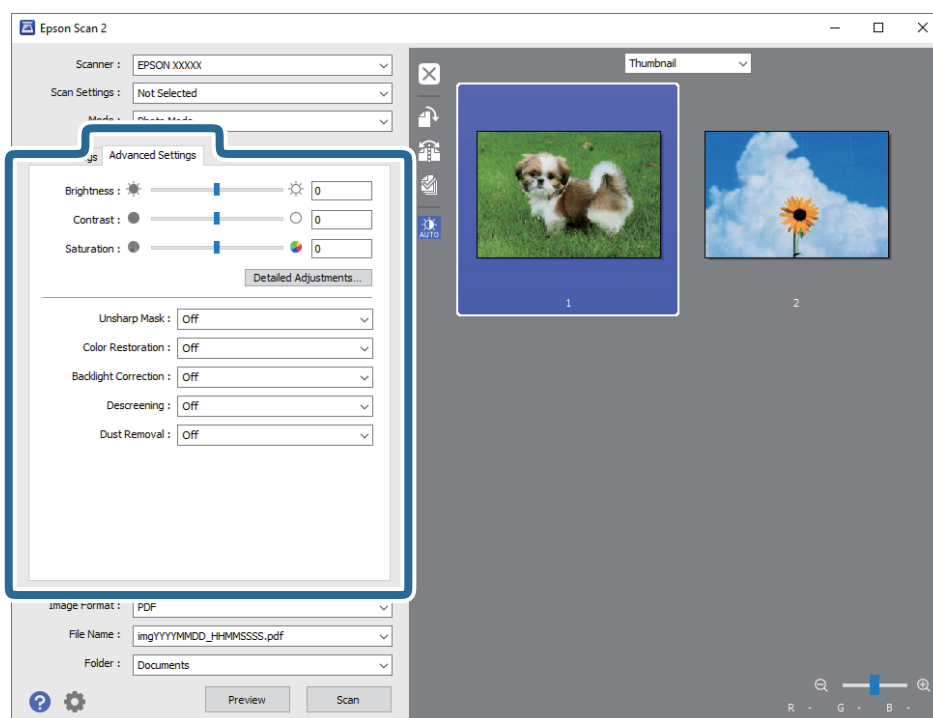 Epson Scan 2
Scanner : EPSON XXXXX
Scan Settings : Not Selected
Thumbnail
Advanced Settings
Brightness : 0
Contrast : 0
Saturation : 0
Detailed Adjustments...
Unsharp Mask : Off
Color Restoration : Off
Backlight Correction : Off
Descreening : Off
Dust Removal : Off
AUTO
1
2
Image Format : PDF
File Name : imgYYYYMMDD_HHMMSSSS.pdf
Folder : Documents
? Preview Scan
R - G - B -